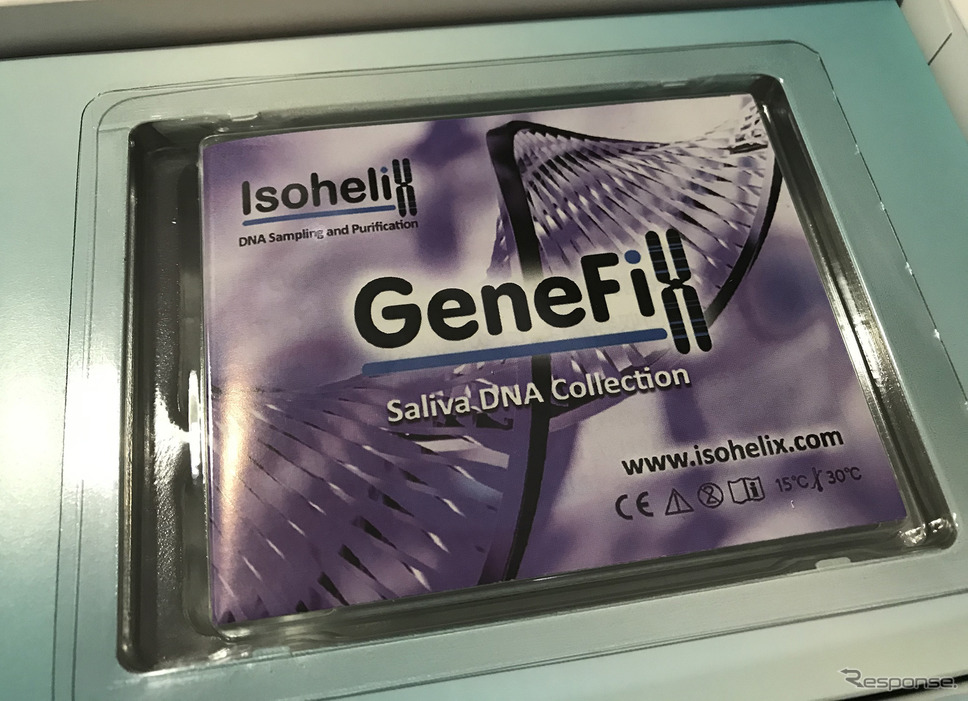 Isohelix
DNA Sampling and Purification
GeneFiX
Saliva DNA Collection
www.isohelix.com
CE
15°C
30°C
Response.